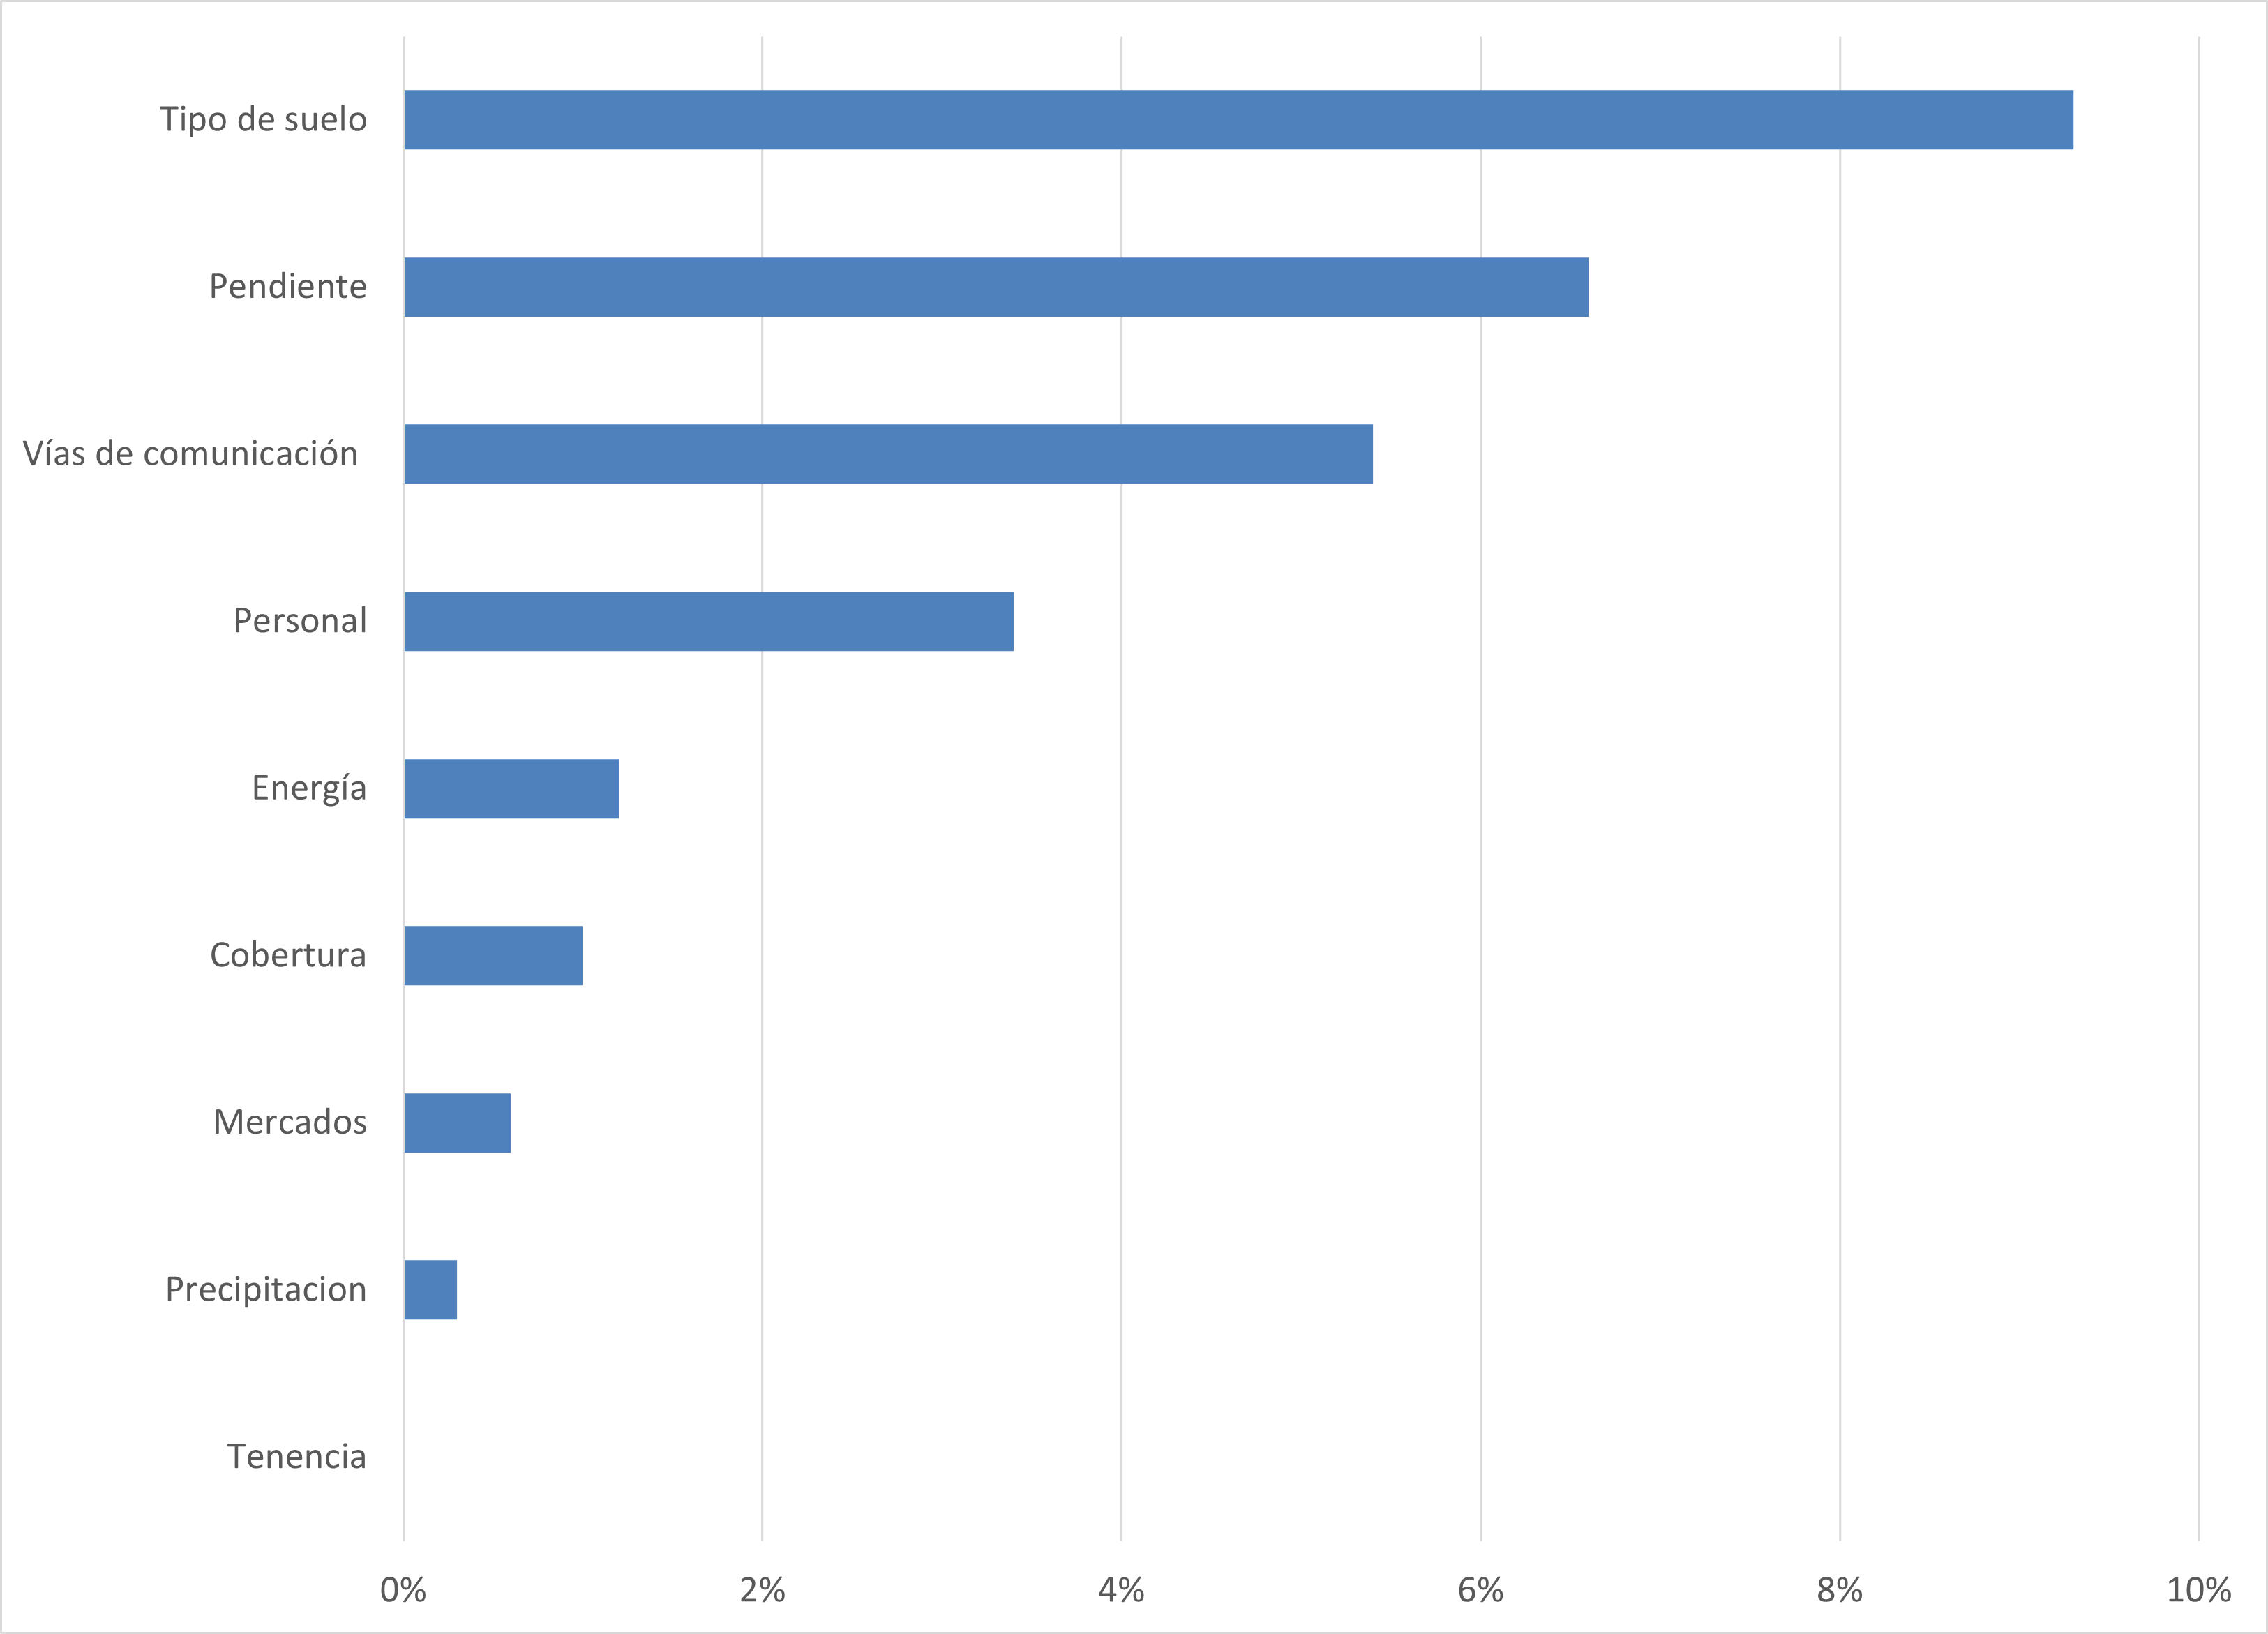 Tipo de suelo
Pendiente
Vías de comunicación
Personal
Energía
Cobertura
Mercados
Precipitacion
Tenencia
0% 2% 4% 6% 8% 10%